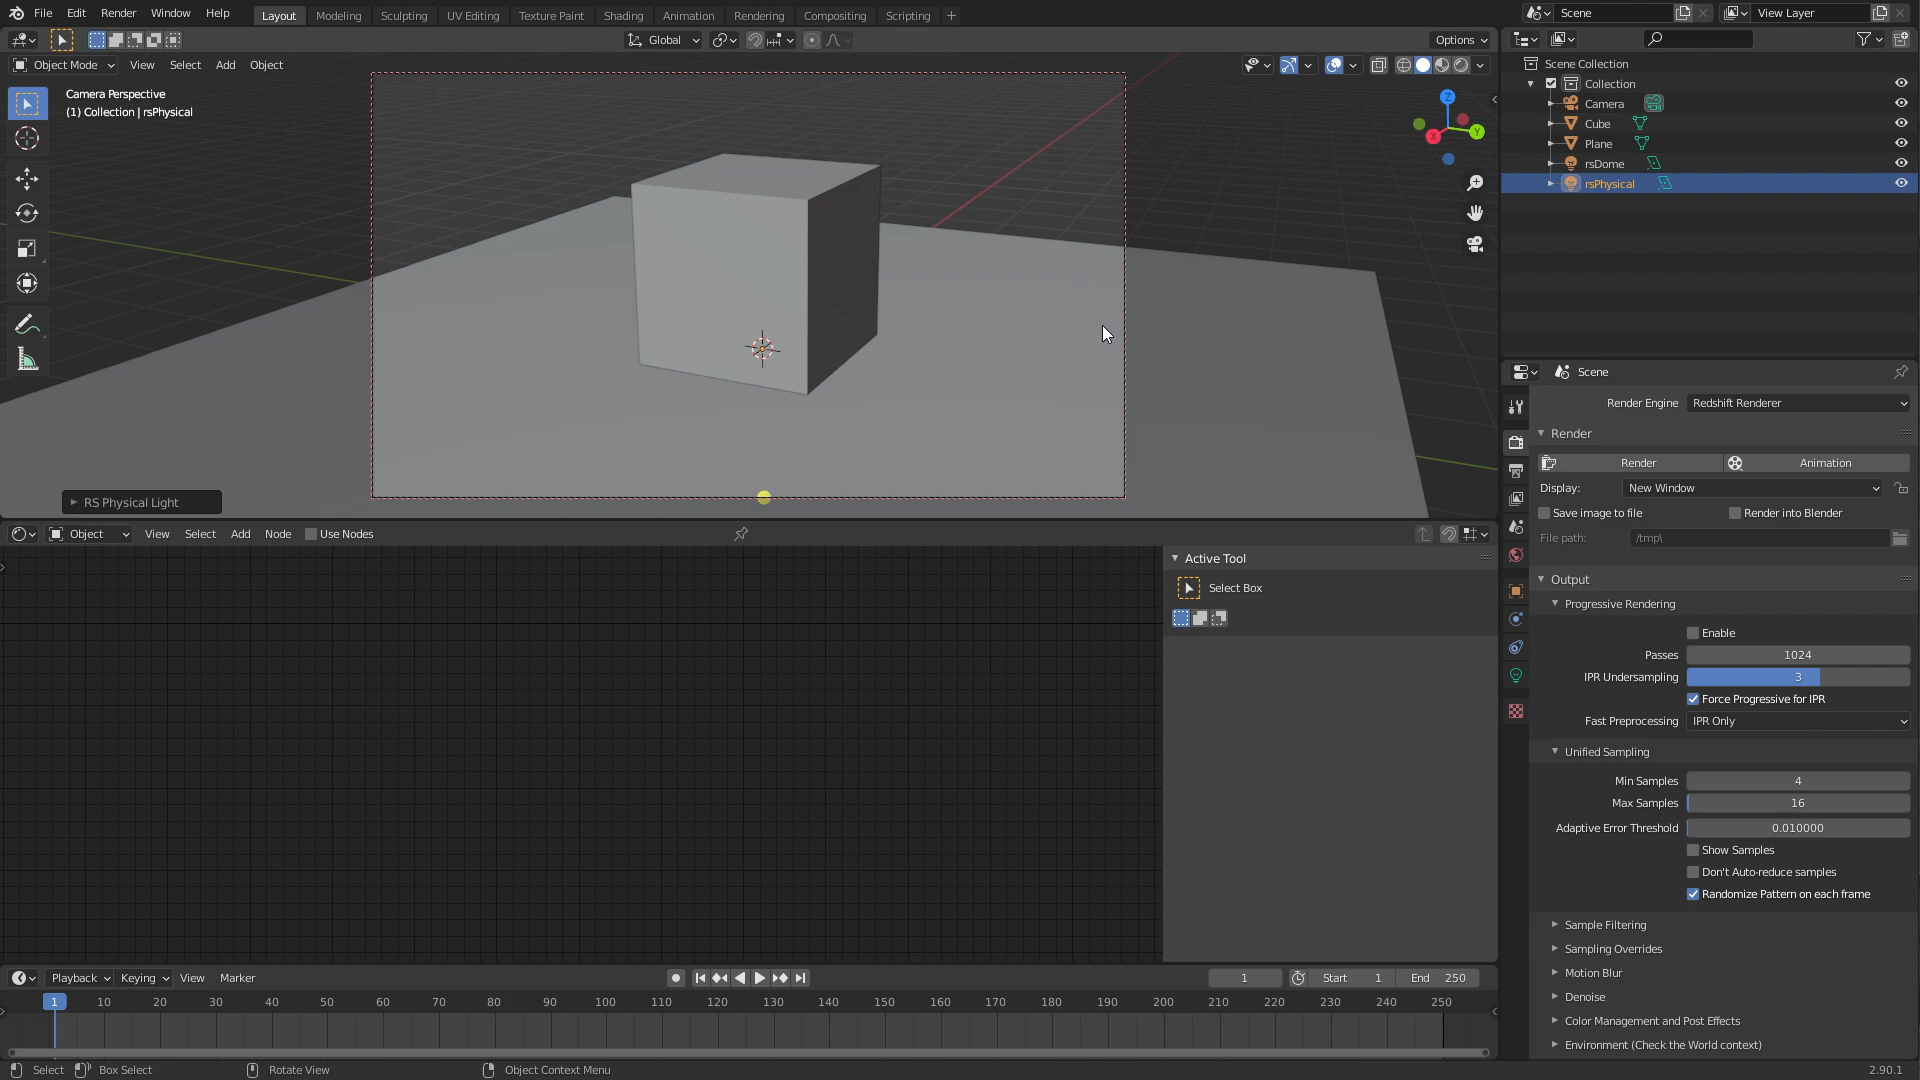 File Edit Render Window Help Layout Modeling Sculpting UV Editing Texture Paint Shading Animation Rendering Compositing Scripting + Scene View Layer
Global Options
Object Mode View Select Add Object
Camera Perspective
(1) Collection | rsPhysical
Z
Y
X
RS Physical Light
Scene Collection
Collection
Camera
Cube
Plane
rsDome
rsPhysical
Scene
Render Engine Redshift Renderer
Render
Render Animation
Display: New Window
Save image to file Render into Blender
File path: /tmp\
Output
Progressive Rendering
Enable
Passes 1024
IPR Undersampling 3
Force Progressive for IPR
Fast Preprocessing IPR Only
Unified Sampling
Min Samples 4
Max Samples 16
Adaptive Error Threshold 0.010000
Show Samples
Don't Auto-reduce samples
Randomize Pattern on each frame
Sample Filtering
Sampling Overrides
Motion Blur
Denoise
Color Management and Post Effects
Environment (Check the World context)
Object View Select Add Node Use Nodes
Active Tool
Select Box
Playback Keying View Marker 1 Start 1 End 250
1 10 20 30 40 50 60 70 80 90 100 110 120 130 140 150 160 170 180 190 200 210 220 230 240 250
Select Box Select Rotate View Object Context Menu 2.90.1